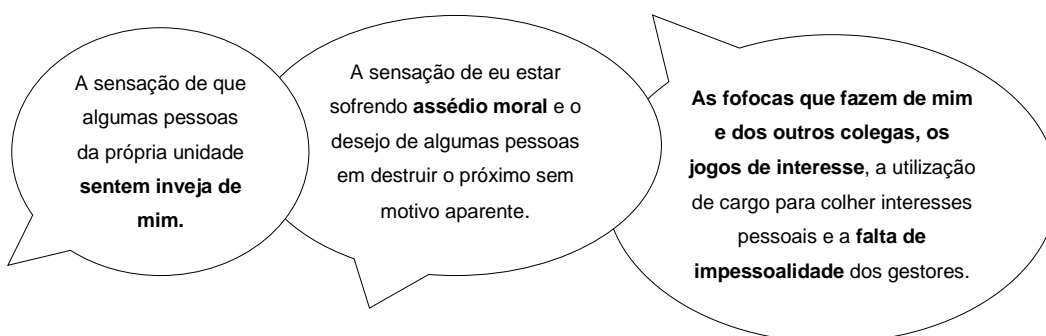 A sensação de que
algumas pessoas
da própria unidade
sentem inveja de
mim.
A sensação de eu estar
sofrendo assédio moral e o
desejo de algumas pessoas
em destruir o próximo sem
motivo aparente.
As fofocas que fazem de mim
e dos outros colegas, os
jogos de interesse, a utilização
de cargo para colher interesses
pessoais e a falta de
impessoalidade dos gestores.